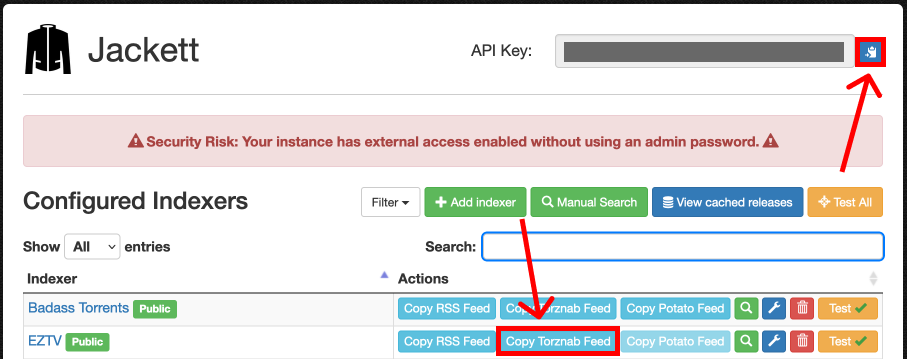 Jackett
API Key:
Security Risk: Your instance has external access enabled without using an admin password.
Configured Indexers
Filter
Add indexer
Manual Search
View cached releases
Test All
Show All entries
Search:
Indexer Actions
Badass Torrents Public Copy RSS Feed Copy Torznab Feed Copy Potato Feed Test
EZTV Public Copy RSS Feed Copy Torznab Feed Copy Potato Feed Test